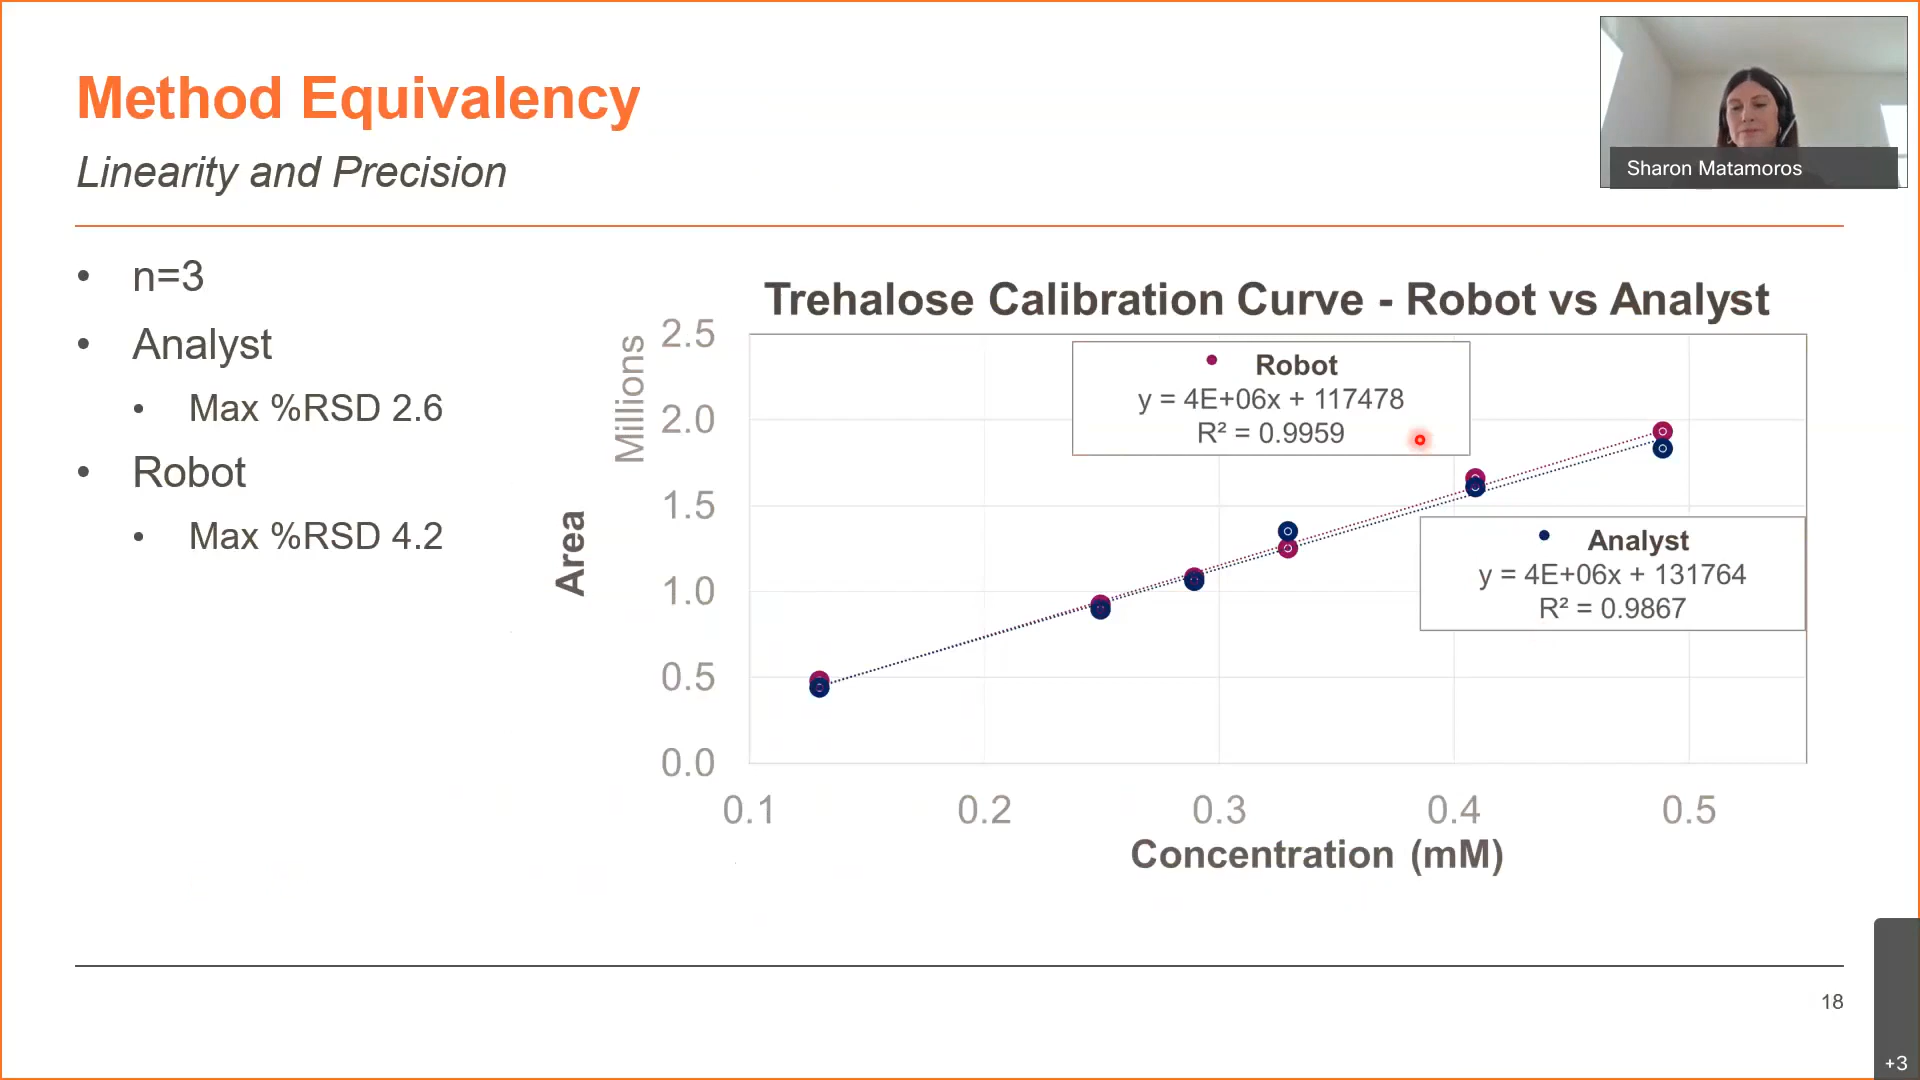 Method Equivalency
Linearity and Precision
Sharon Matamoros
• n=3
• Analyst
• Max %RSD 2.6
• Robot
• Max %RSD 4.2
Trehalose Calibration Curve - Robot vs Analyst
Millions
Area
2.5
2.0
1.5
1.0
0.5
0.0
Robot
y = 4E+06x + 117478
R² = 0.9959
Analyst
y = 4E+06x + 131764
R² = 0.9867
0.1 0.2 0.3 0.4 0.5
Concentration (mM)
18
+3